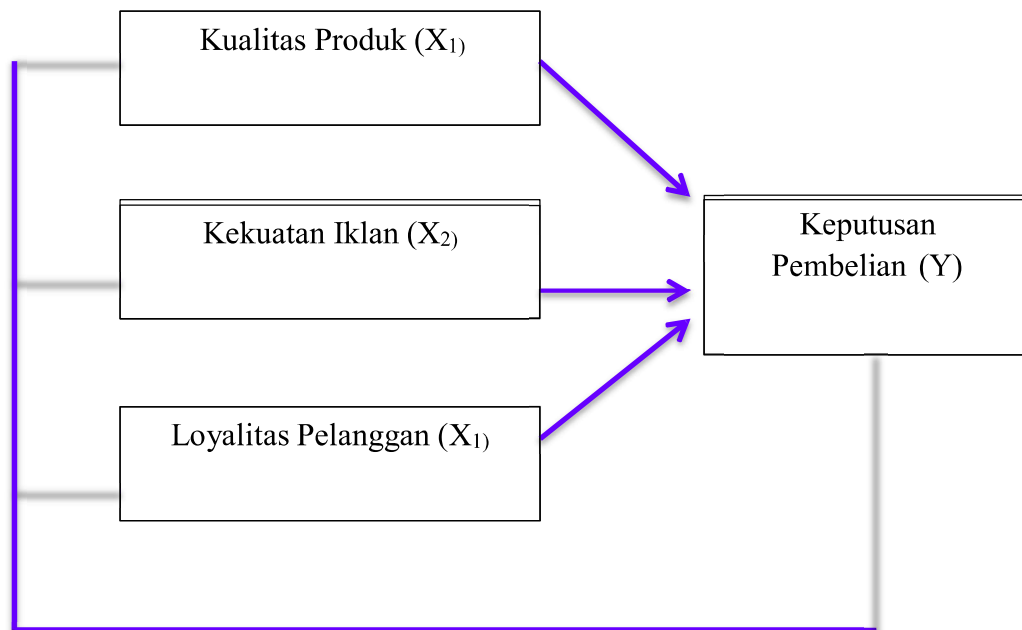 Kualitas Produk (X₁)
Kekuatan Iklan (X₂)
Keputusan
Pembelian (Y)
Loyalitas Pelanggan (X₁)